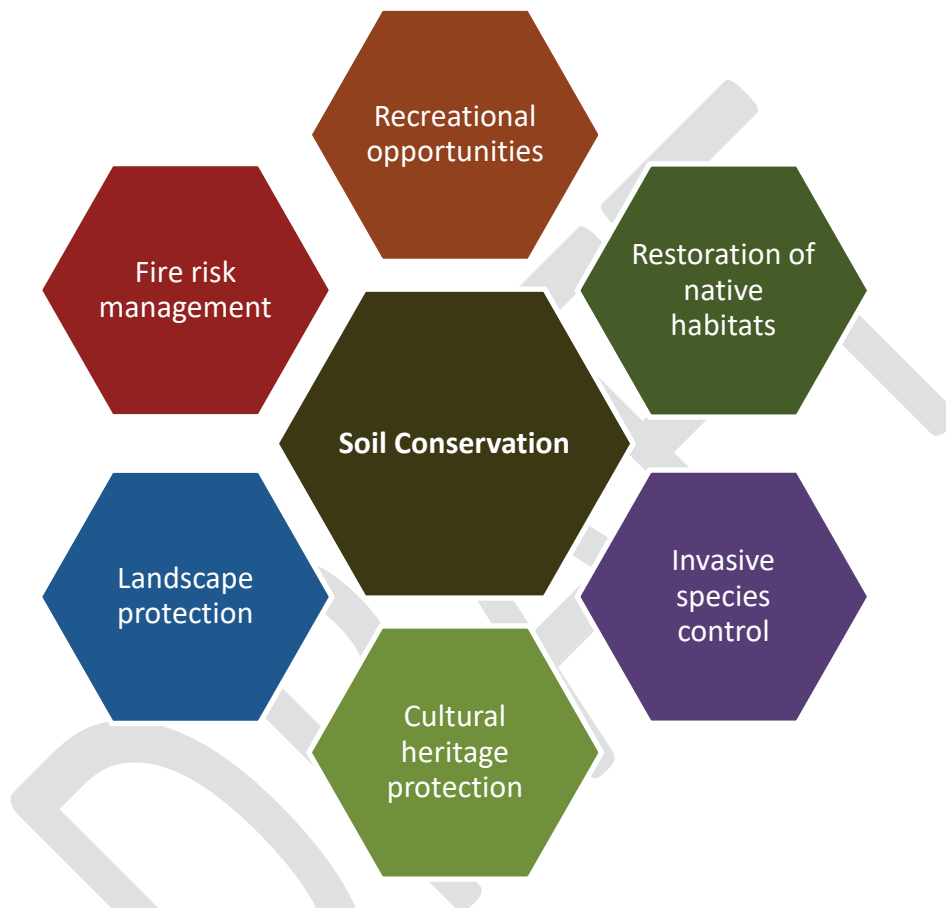 Recreational
opportunities
Fire risk
management
Restoration of
native
habitats
Soil Conservation
Landscape
protection
Invasive
species
control
Cultural
heritage
protection